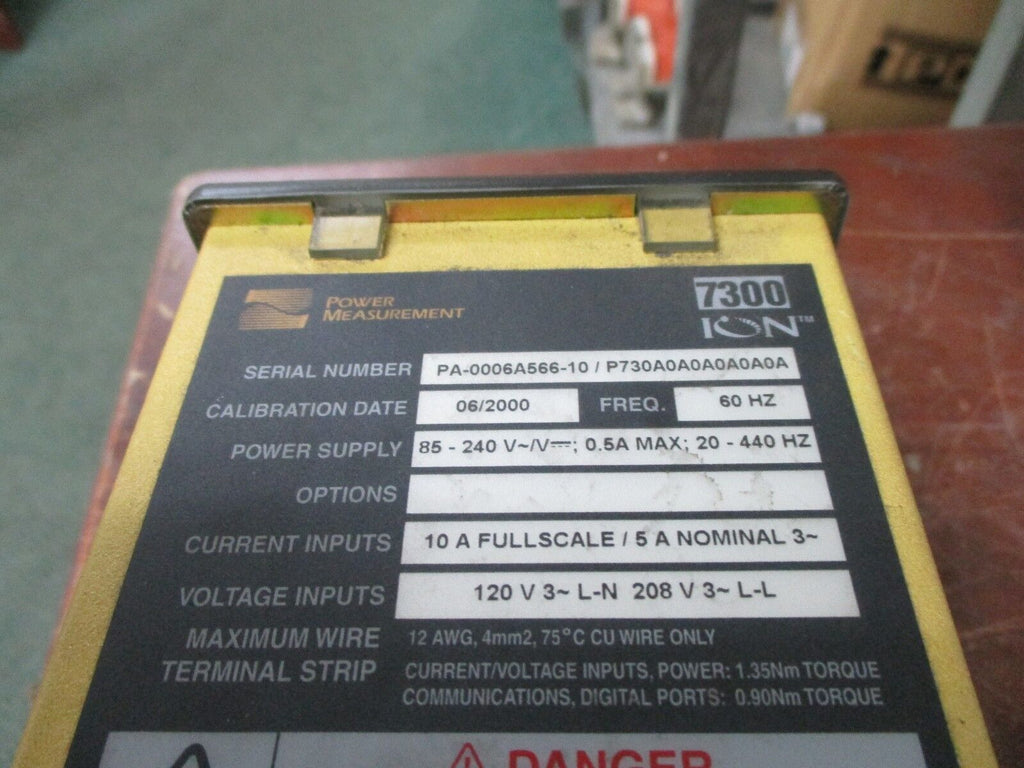 POWER
MEASUREMENT
7300
ION™
SERIAL NUMBER PA-0006A566-10 / P730A0A0A0A0A0A
CALIBRATION DATE 06/2000 FREQ. 60 HZ
POWER SUPPLY 85 - 240 V~/V⎓; 0.5A MAX; 20 - 440 HZ
OPTIONS
CURRENT INPUTS 10 A FULLSCALE / 5 A NOMINAL 3~
VOLTAGE INPUTS 120 V 3~ L-N 208 V 3~ L-L
MAXIMUM WIRE 12 AWG, 4mm2, 75°C CU WIRE ONLY
TERMINAL STRIP CURRENT/VOLTAGE INPUTS, POWER: 1.35Nm TORQUE
COMMUNICATIONS, DIGITAL PORTS: 0.90Nm TORQUE
DANGER